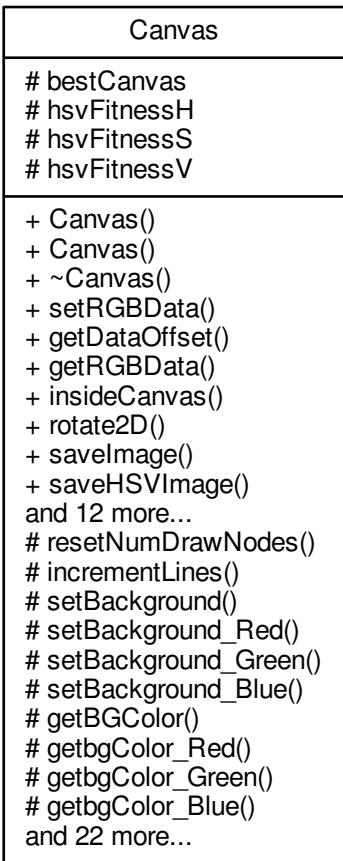 Canvas
# bestCanvas
# hsvFitnessH
# hsvFitnessS
# hsvFitnessV
+ Canvas()
+ Canvas()
+ ~Canvas()
+ setRGBData()
+ getDataOffset()
+ getRGBData()
+ insideCanvas()
+ rotate2D()
+ saveImage()
+ saveHSVImage()
and 12 more...
# resetNumDrawNodes()
# incrementLines()
# setBackground()
# setBackground_Red()
# setBackground_Green()
# setBackground_Blue()
# getBGColor()
# getbgColor_Red()
# getbgColor_Green()
# getbgColor_Blue()
and 22 more...